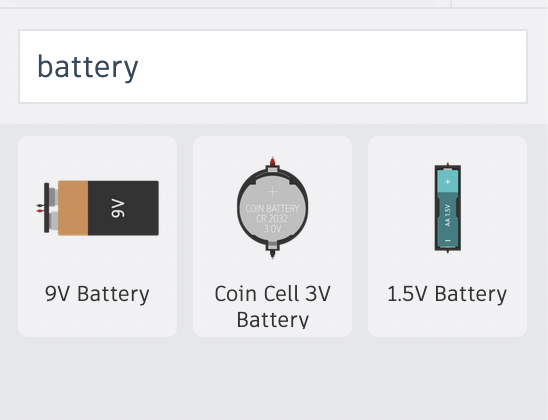 battery
9V
COIN BATTERY
CR 2032
3.0V
+
AA 1.5V
9V Battery
Coin Cell 3V
Battery
1.5V Battery